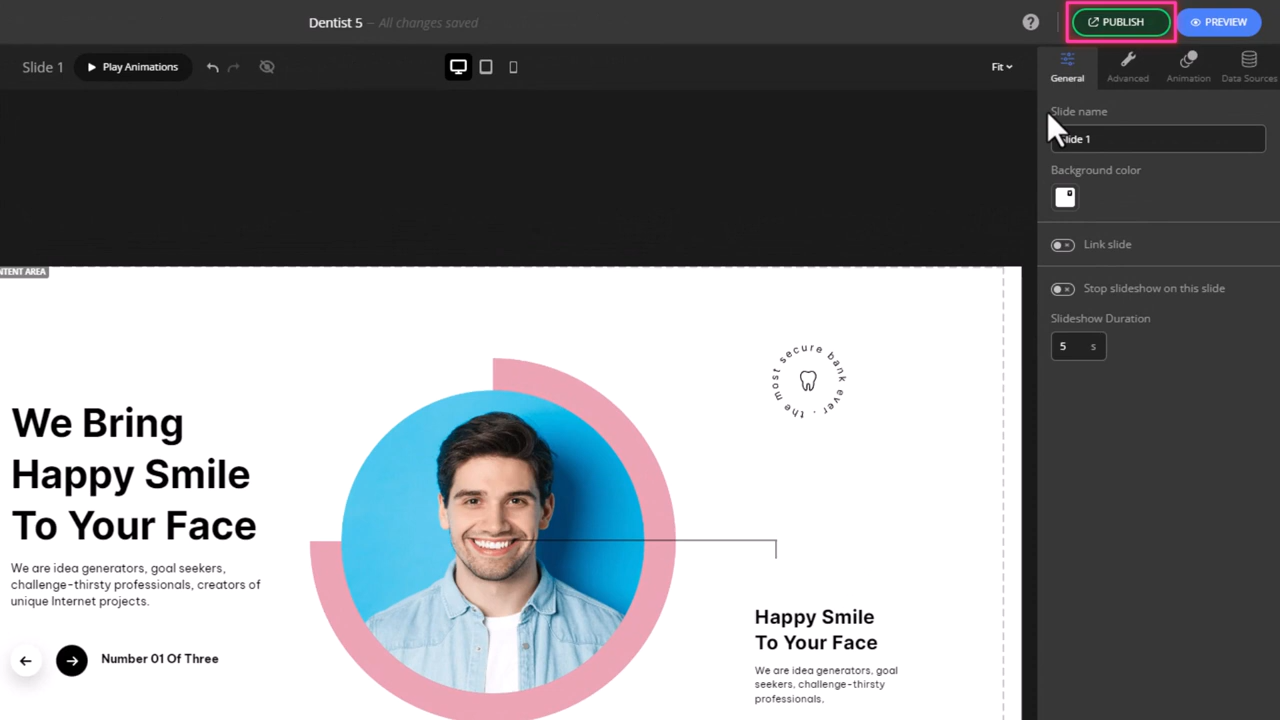 Dentist 5 – All changes saved
PUBLISH
PREVIEW
Slide 1
Play Animations
Fit
General
Advanced
Animation
Data Sources
Slide name
Slide 1
Background color
Link slide
Stop slideshow on this slide
Slideshow Duration
5 s
NTENT AREA
the most secure bank ever.
We Bring
Happy Smile
To Your Face
We are idea generators, goal seekers,
challenge-thirsty professionals, creators of
unique Internet projects.
Number 01 Of Three
Happy Smile
To Your Face
We are idea generators, goal
seekers, challenge-thirsty
professionals,